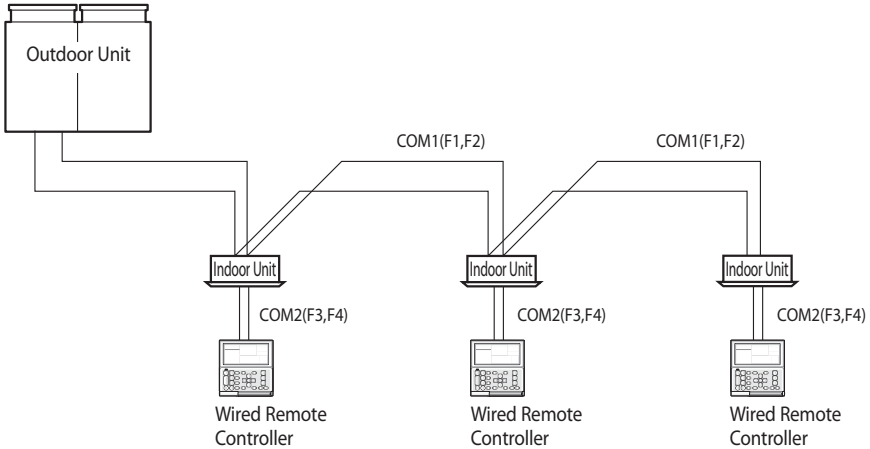 Outdoor Unit
COM1(F1,F2)
COM1(F1,F2)
Indoor Unit
Indoor Unit
Indoor Unit
COM2(F3,F4)
COM2(F3,F4)
COM2(F3,F4)
Wired Remote
Controller
Wired Remote
Controller
Wired Remote
Controller